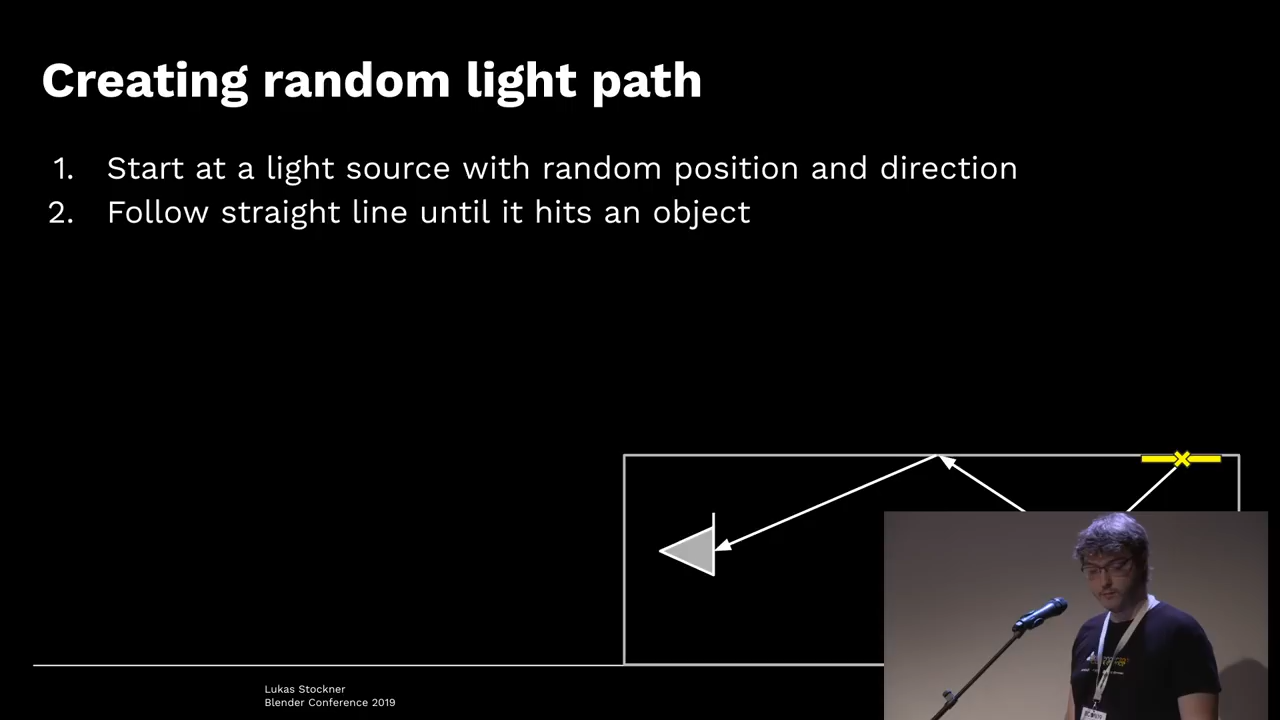 Creating random light path
1. Start at a light source with random position and direction
2. Follow straight line until it hits an object
Lukas Stockner
Blender Conference 2019